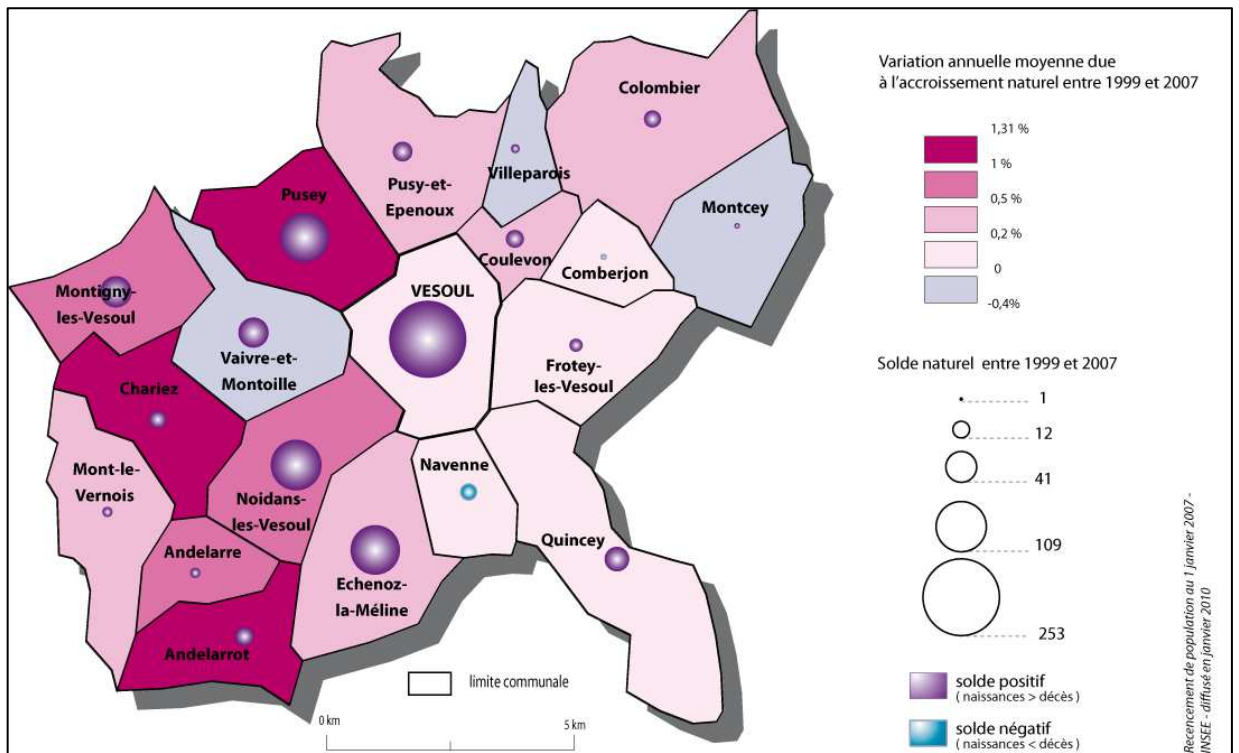 Colombier
Villeparois
Pusy-et-
Epenoux
Pusey
Montcey
Coulevon
Comberjon
Montigny-
les-Vesoul
VESOUL
Vaivre-et-
Montoille
Frotey-
les-Vesoul
Chariez
Mont-le-
Vernois
Noidans-
les-Vesoul
Navenne
Quincey
Andelarre
Echenoz-
la-Méline
Andelarrot
limite communale
0 km
5 km
Variation annuelle moyenne due
à l'accroissement naturel entre 1999 et 2007
1,31 %
1 %
0,5 %
0,2 %
0
-0,4%
Solde naturel entre 1999 et 2007
1
12
41
109
253
solde positif
( naissances > décès )
solde négatif
( naissances < décès )
Recencement de population au 1 janvier 2007 -
INSEE - diffusé en janvier 2010